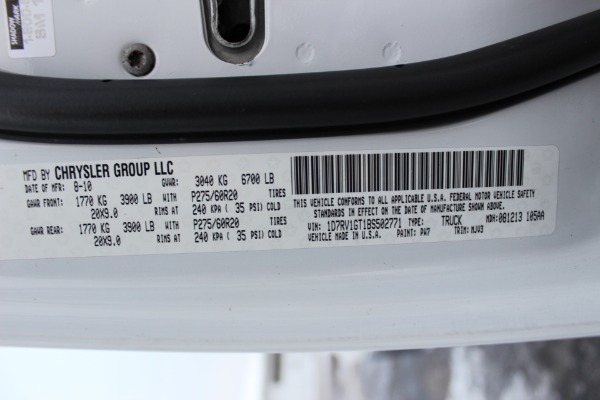 MFD BY CHRYSLER GROUP LLC
DATE OF MFR 8-10 GVWR: 3040 KG 6700 LB
GAWR FRONT: 1770 KG 3900 LB WITH P275/60R20 TIRES
20X9.0 RIMS AT 240 KPA ( 35 PSI) COLD
GAWR REAR: 1770 KG 3900 LB WITH P275/60R20 TIRES
20X9.0 RIMS AT 240 KPA ( 35 PSI) COLD
THIS VEHICLE CONFORMS TO ALL APPLICABLE U.S.A. FEDERAL MOTOR VEHICLE SAFETY
STANDARDS IN EFFECT ON THE DATE OF MANUFACTURE SHOWN ABOVE
VIN: 1D7RV1GT1BS502771 TYPE: TRUCK MDH: 081213 105AA
VEHICLE MADE IN U.S.A. PAINT: PW7 TRIM: MJV3